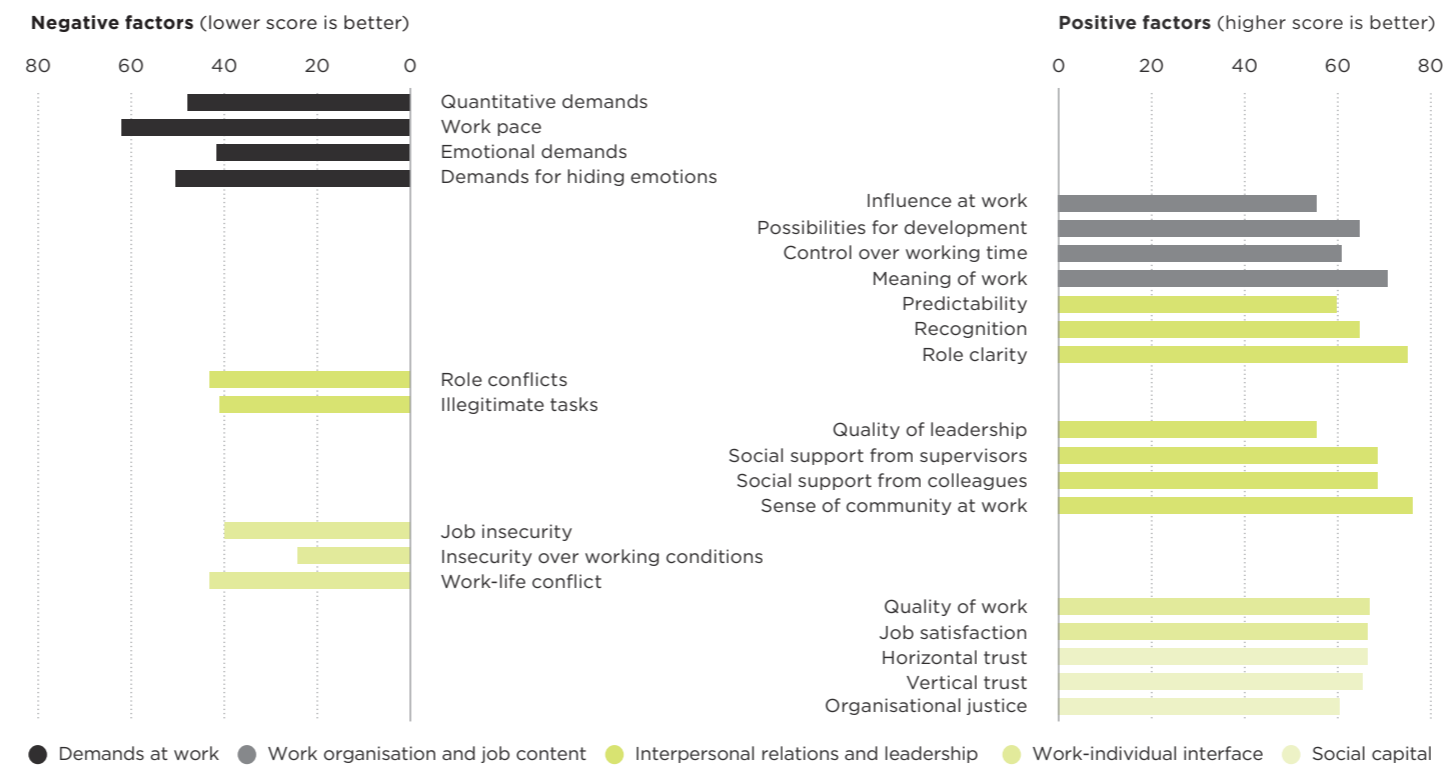 Negative factors (lower score is better)
Positive factors (higher score is better)
80 60 40 20 0
0 20 40 60 80
Quantitative demands
Work pace
Emotional demands
Demands for hiding emotions
Influence at work
Possibilities for development
Control over working time
Meaning of work
Predictability
Recognition
Role clarity
Role conflicts
Illegitimate tasks
Quality of leadership
Social support from supervisors
Social support from colleagues
Sense of community at work
Job insecurity
Insecurity over working conditions
Work-life conflict
Quality of work
Job satisfaction
Horizontal trust
Vertical trust
Organisational justice
Demands at work Work organisation and job content Interpersonal relations and leadership Work-individual interface Social capital